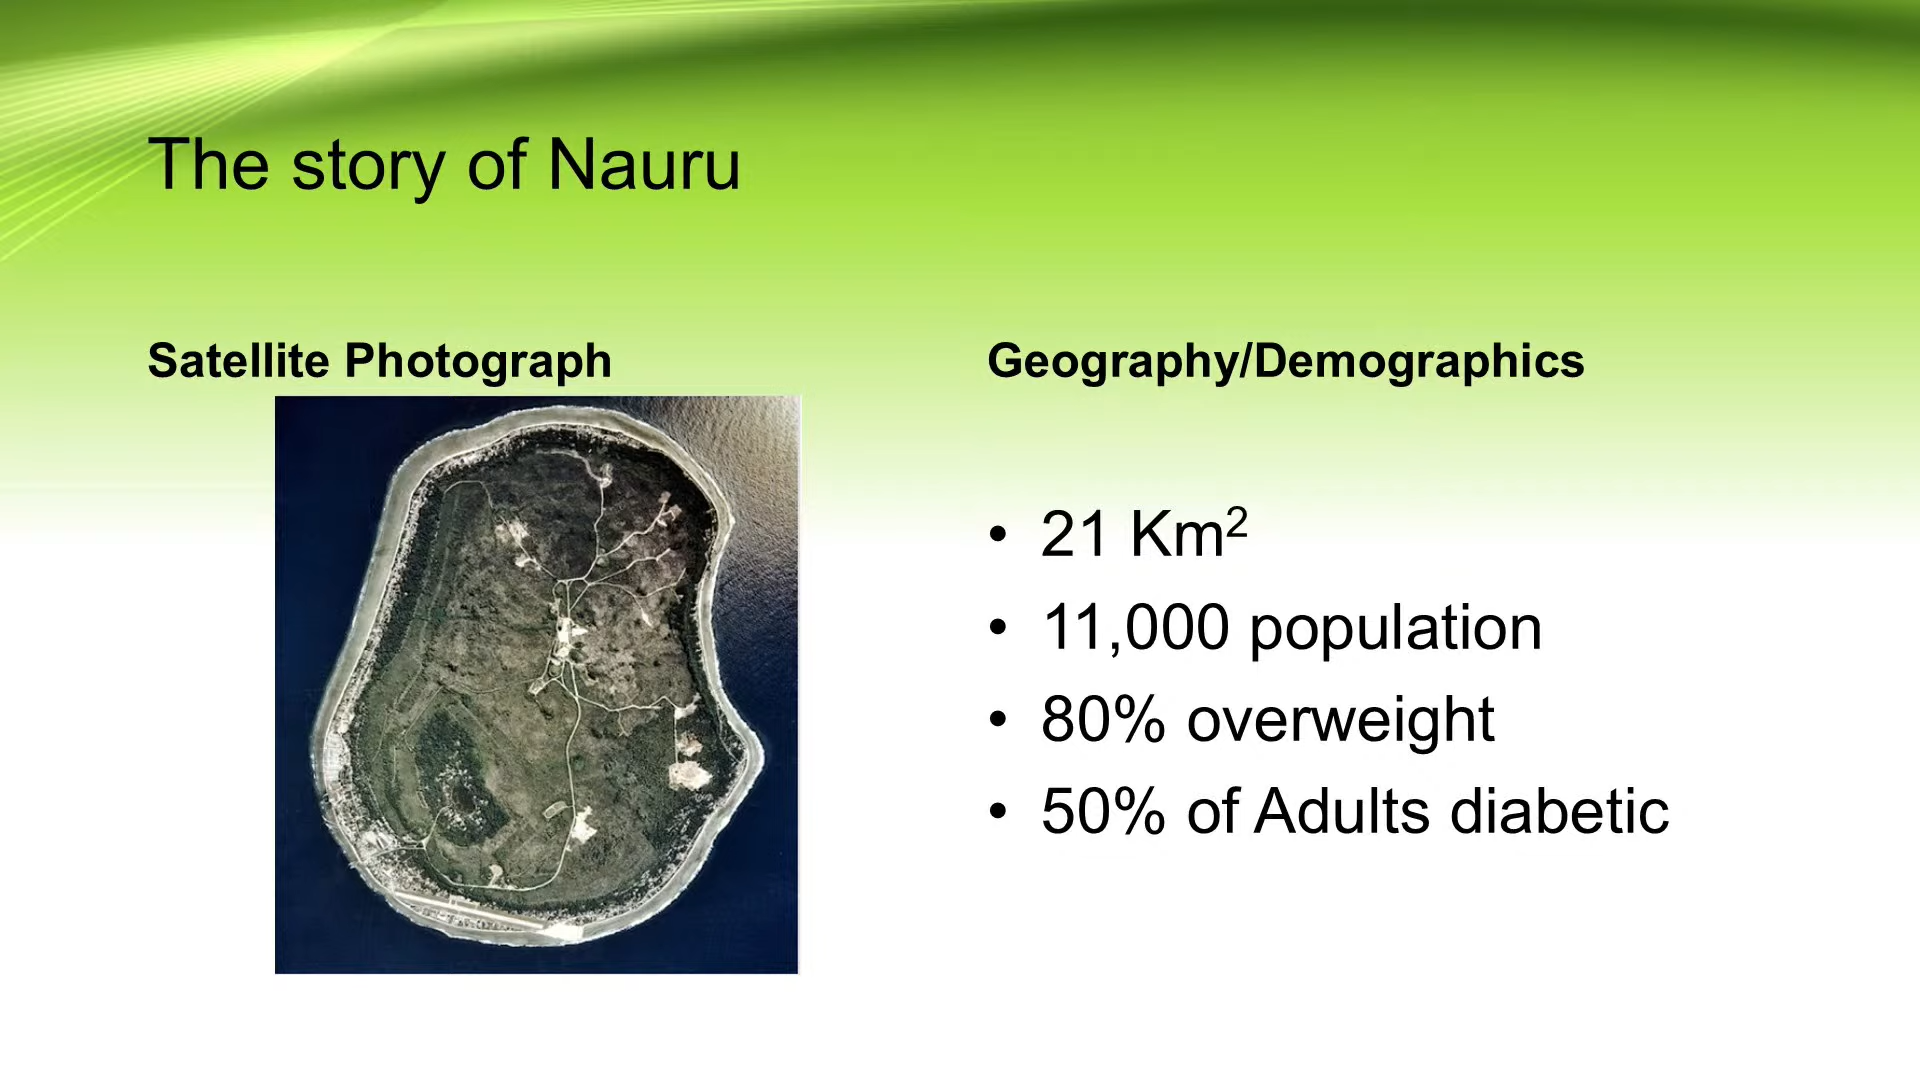 The story of Nauru
Satellite Photograph
Geography/Demographics
• 21 Km²
• 11,000 population
• 80% overweight
• 50% of Adults diabetic